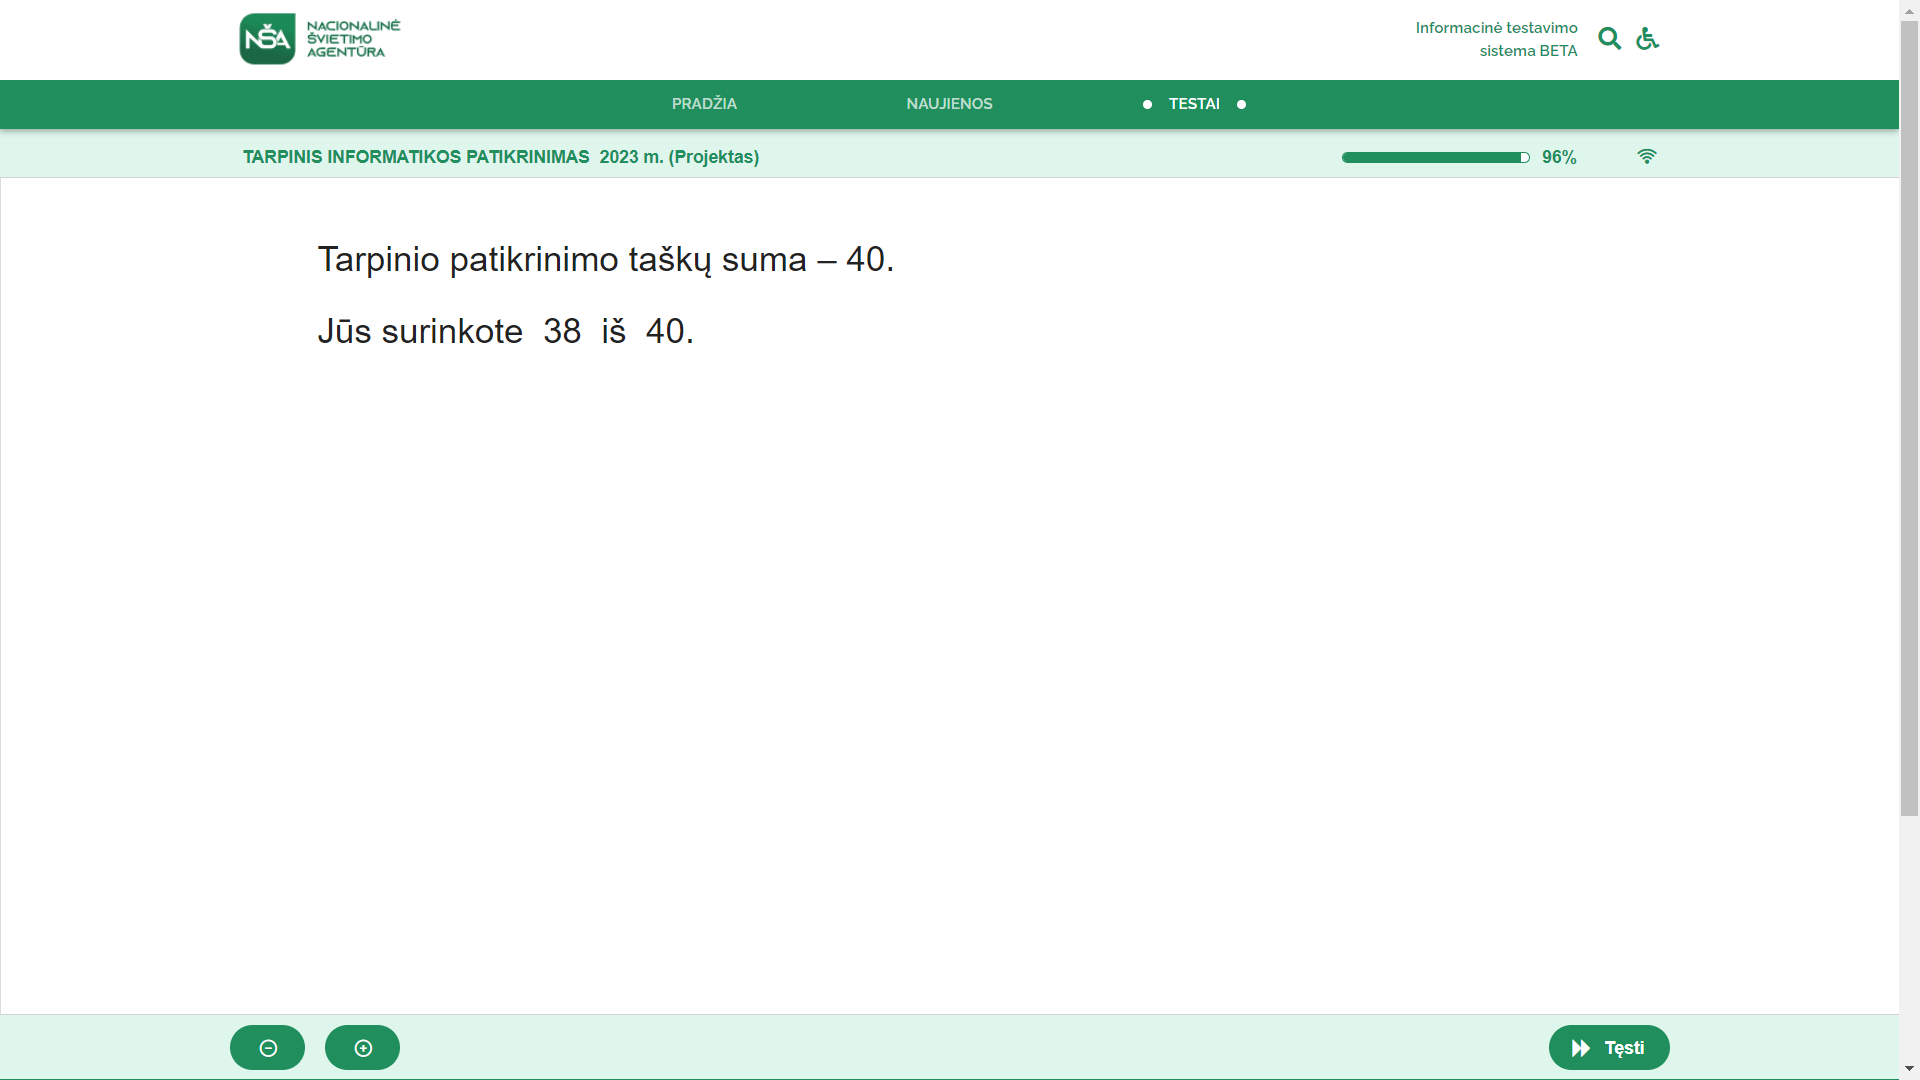 NŠA
NACIONALINĖ
ŠVIETIMO
AGENTŪRA
Informacinė testavimo
sistema BETA
PRADŽIA
NAUJIENOS
TESTAI
TARPINIS INFORMATIKOS PATIKRINIMAS 2023 m. (Projektas)
96%
Tarpinio patikrinimo taškų suma – 40.
Jūs surinkote 38 iš 40.
Tęsti